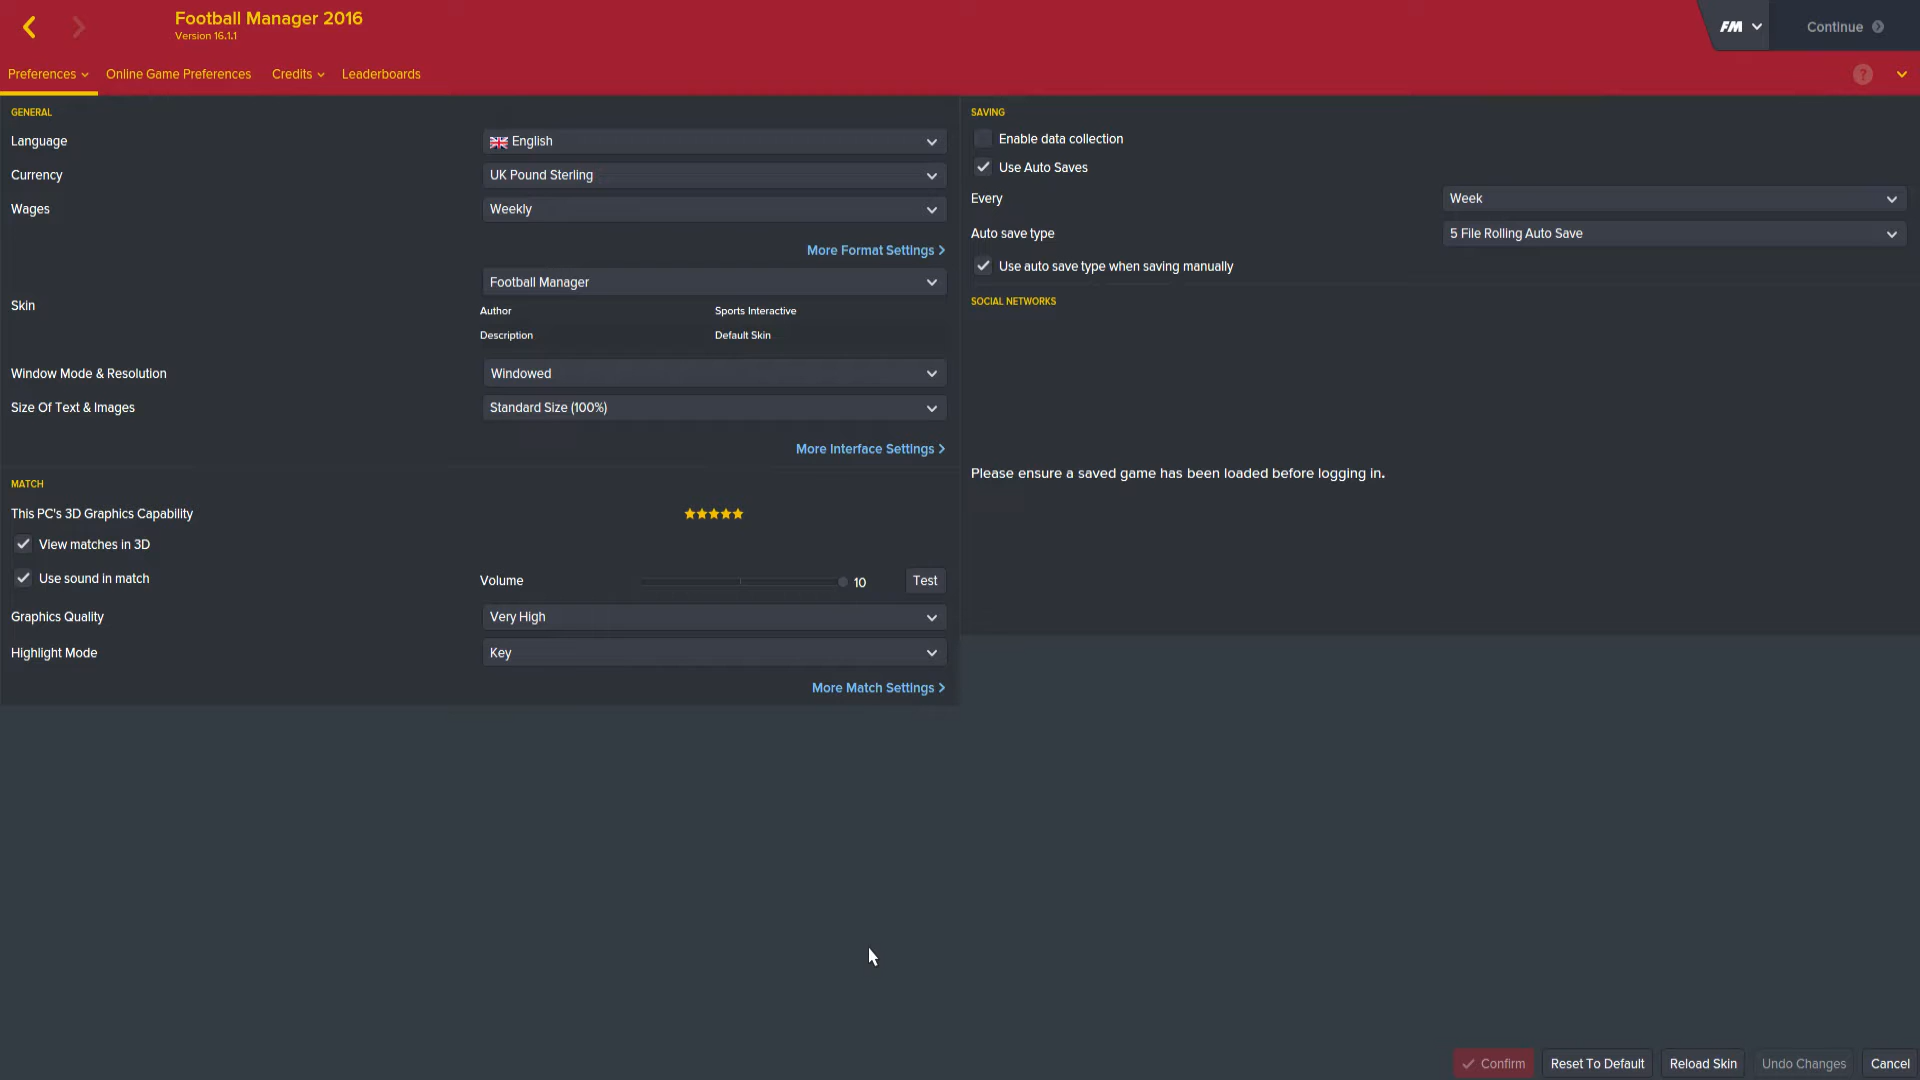 Football Manager 2016
Version 16.1.1
FM
Continue
Preferences
Online Game Preferences
Credits
Leaderboards
?
GENERAL
Language
English
Currency
UK Pound Sterling
Wages
Weekly
More Format Settings
Skin
Football Manager
Author
Sports Interactive
Description
Default Skin
Window Mode & Resolution
Windowed
Size Of Text & Images
Standard Size (100%)
More Interface Settings
MATCH
This PC's 3D Graphics Capability
View matches in 3D
Use sound in match
Volume
10
Test
Graphics Quality
Very High
Highlight Mode
Key
More Match Settings
SAVING
Enable data collection
Use Auto Saves
Every
Week
Auto save type
5 File Rolling Auto Save
Use auto save type when saving manually
SOCIAL NETWORKS
Please ensure a saved game has been loaded before logging in.
Confirm
Reset To Default
Reload Skin
Undo Changes
Cancel